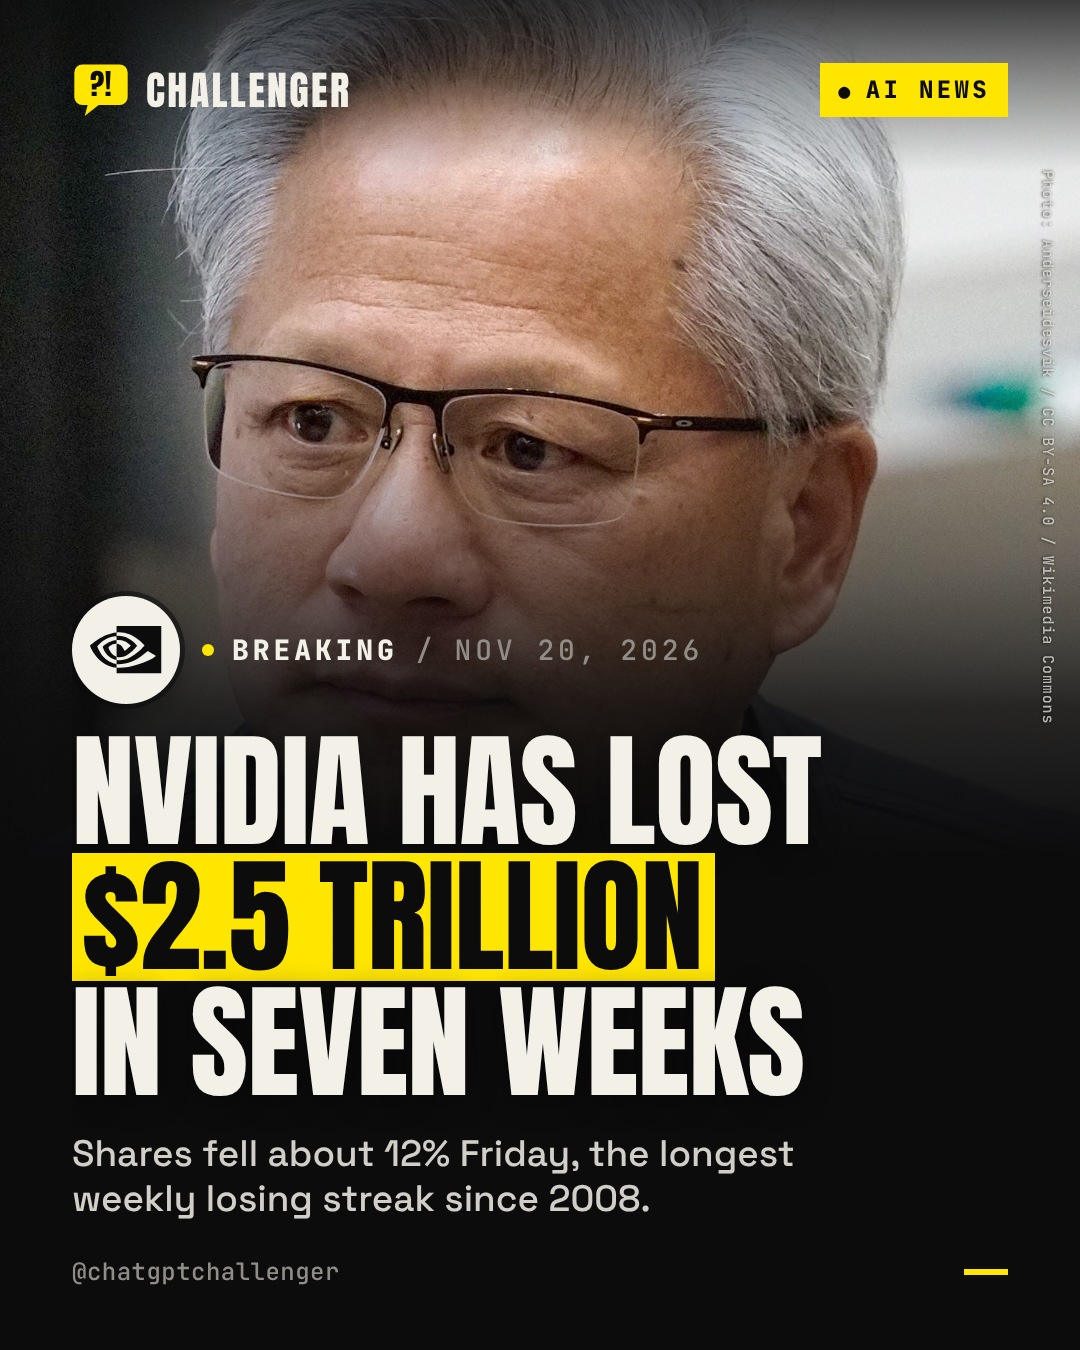 ?! CHALLENGER
• AI NEWS
Photo: Anderseidesvik / CC BY-SA 4.0 / Wikimedia Commons
• BREAKING / NOV 20, 2026
NVIDIA HAS LOST
$2.5 TRILLION
IN SEVEN WEEKS
Shares fell about 12% Friday, the longest
weekly losing streak since 2008.
@chatgptchallenger